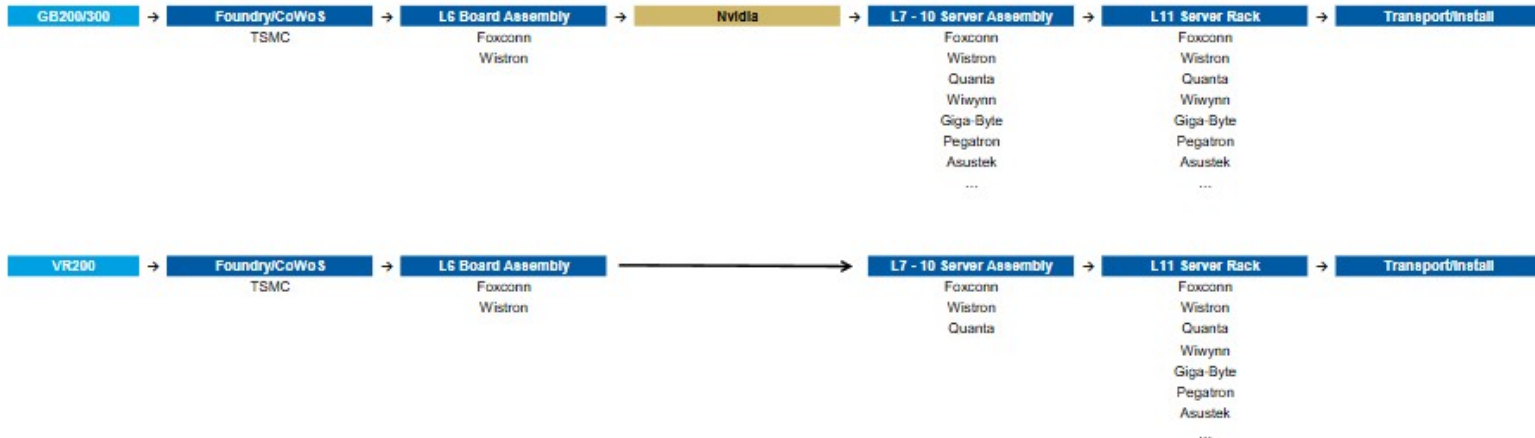 GB200/300 → Foundry/CoWoS → L6 Board Assembly → Nvidia → L7 - 10 Server Assembly → L11 Server Rack → Transport/Install
TSMC Foxconn Foxconn Foxconn
Wistron Wistron Wistron
Quanta Quanta
Wiwynn Wiwynn
Giga-Byte Giga-Byte
Pegatron Pegatron
Asustek Asustek
... ...
VR200 → Foundry/CoWoS → L6 Board Assembly → L7 - 10 Server Assembly → L11 Server Rack → Transport/Install
TSMC Foxconn Foxconn Foxconn
Wistron Wistron Wistron
Quanta Quanta
Wiwynn
Giga-Byte
Pegatron
Asustek
...